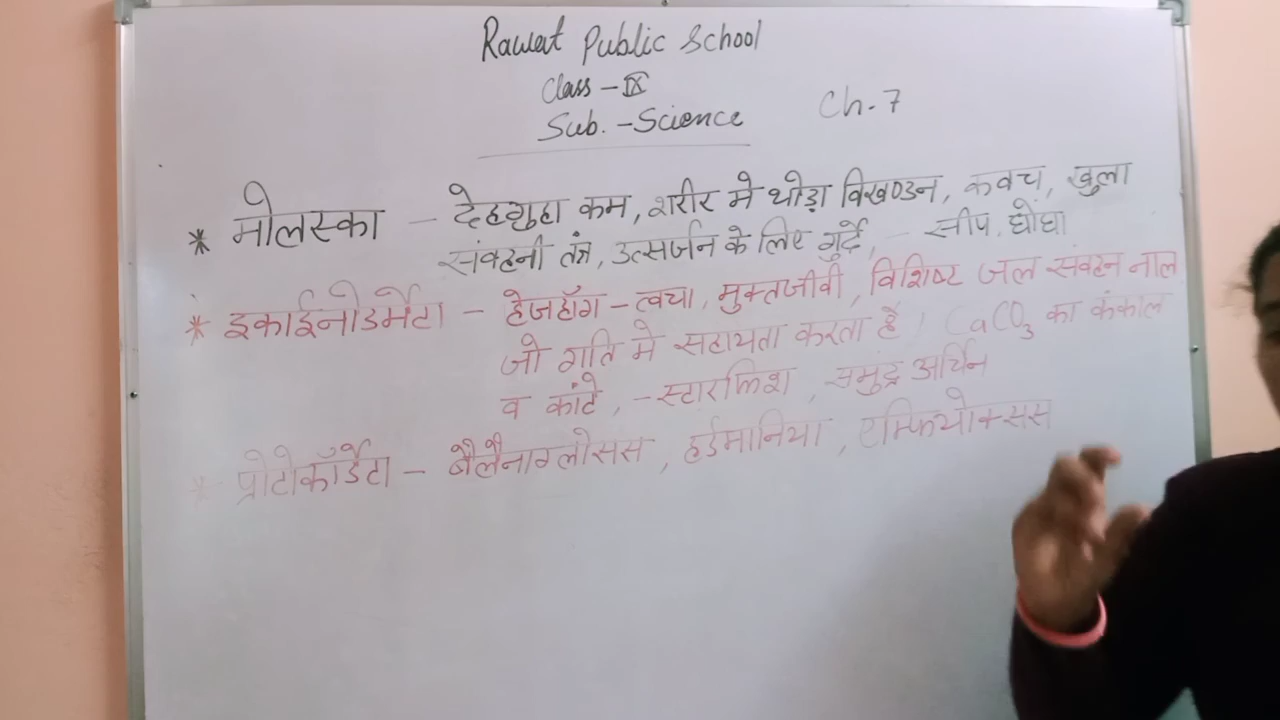 Rawat Public School
Class - IX
Sub. - Science Ch. 7
* मोलस्का - देहगुहा कम, शरीर मे थोड़ा विखण्डन, कवच, खुला
संवहनी तंत्र, उत्सर्जन के लिए गुर्दे, - सीप, घोंघा
* इकाईनोडर्मेटा - हेजहॉग - त्वचा, मुक्तजीवी, विशिष्ट जल संवहन नाल
जो गति मे सहायता करता है, CaCO3 का कंकाल
व कांटे, - स्टारफिश, समुद्र अर्चिन
* प्रोटोकॉर्डेटा - बैलैनाग्लोसस, हर्डमानिया, एम्फियोक्सस